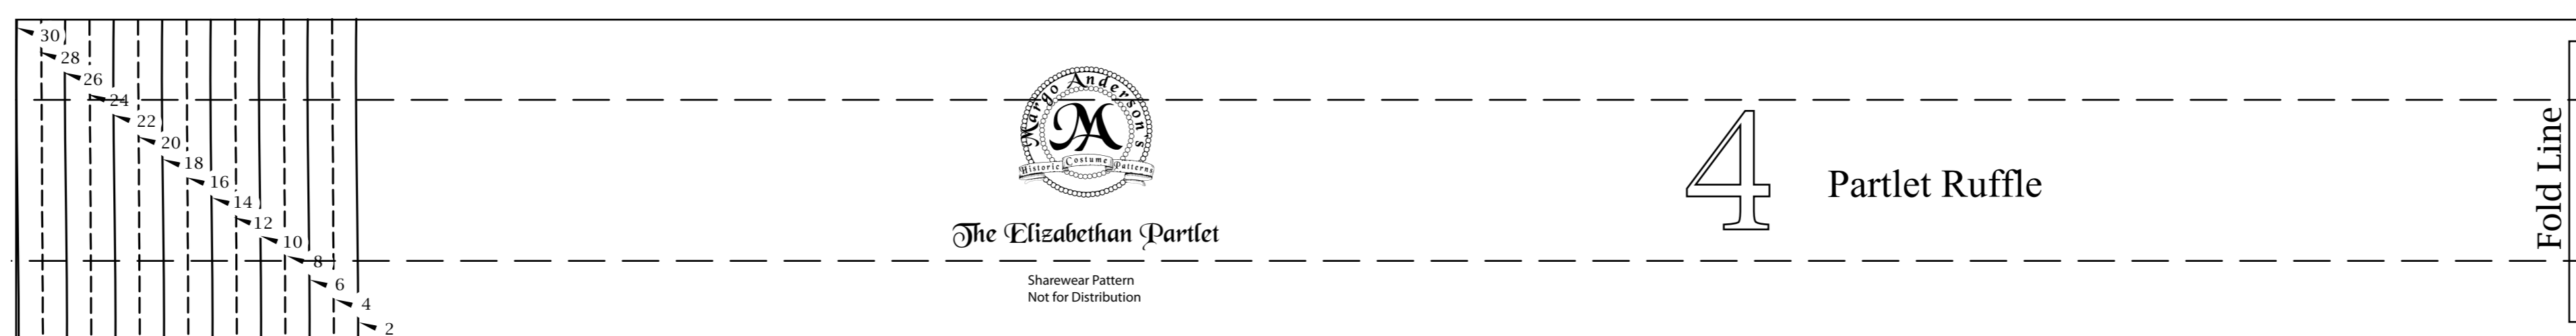 30
28
26
24
22
20
18
16
14
12
10
8
6
4
2
Margo Anderson's
Historic Costume Patterns
The Elizabethan Partlet
Sharewear Pattern
Not for Distribution
4 Partlet Ruffle
Fold Line